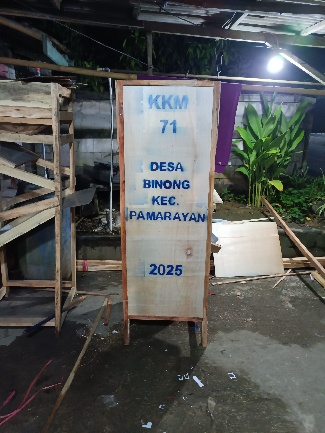 KKM
71
DESA
BINONG
KEC.
PAMARAYAN
2025